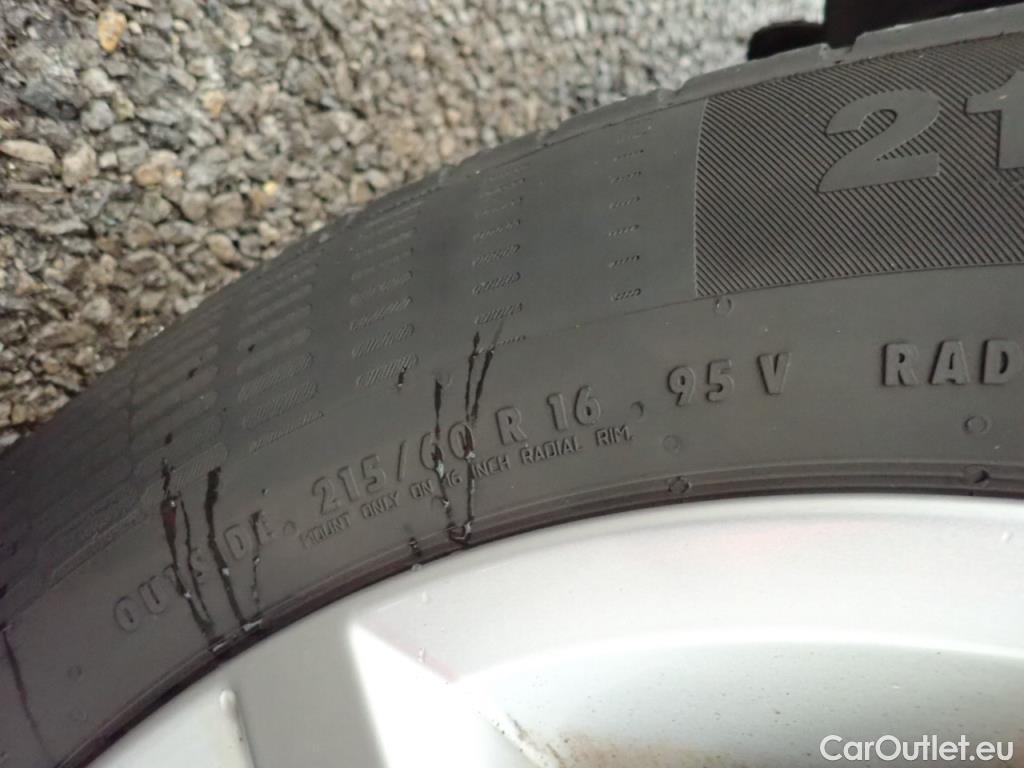 21
OUTSIDE. 215/60 R 16 . 95 V RAD
MOUNT ONLY ON 16 INCH RADIAL RIM.
CarOutlet.eu